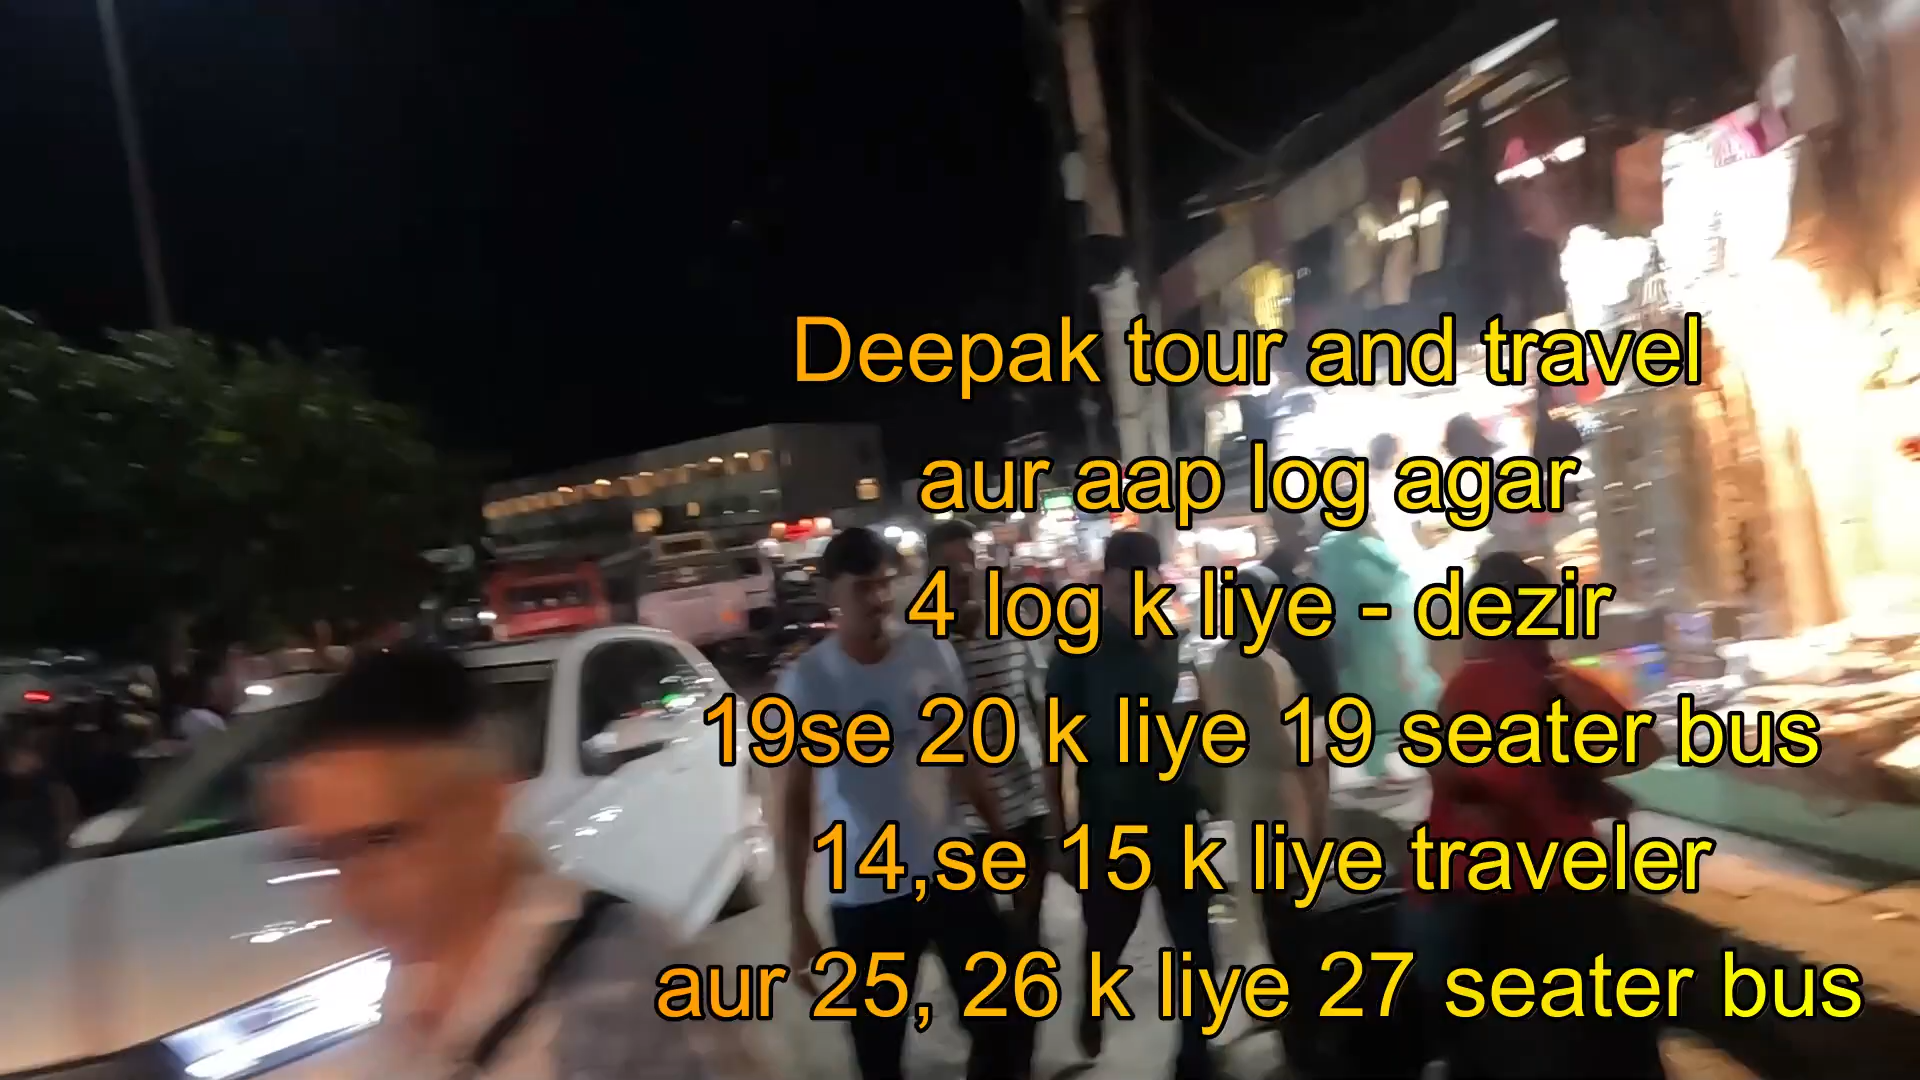 Deepak tour and travel
aur aap log agar
4 log k liye - dezir
19se 20 k liye 19 seater bus
14,se 15 k liye traveler
aur 25, 26 k liye 27 seater bus